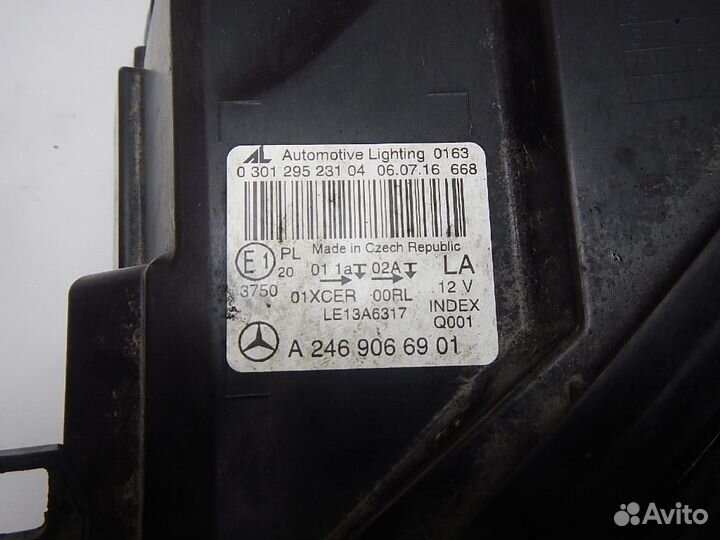 AL Automotive Lighting 0163
0 301 295 231 04 06.07.16 668
Made in Czech Republic
E1 PL 20 01 1a 02A LA
3750 01XCER 00RL 12 V
LE13A6317 INDEX Q001
A 246 906 69 01
Avito